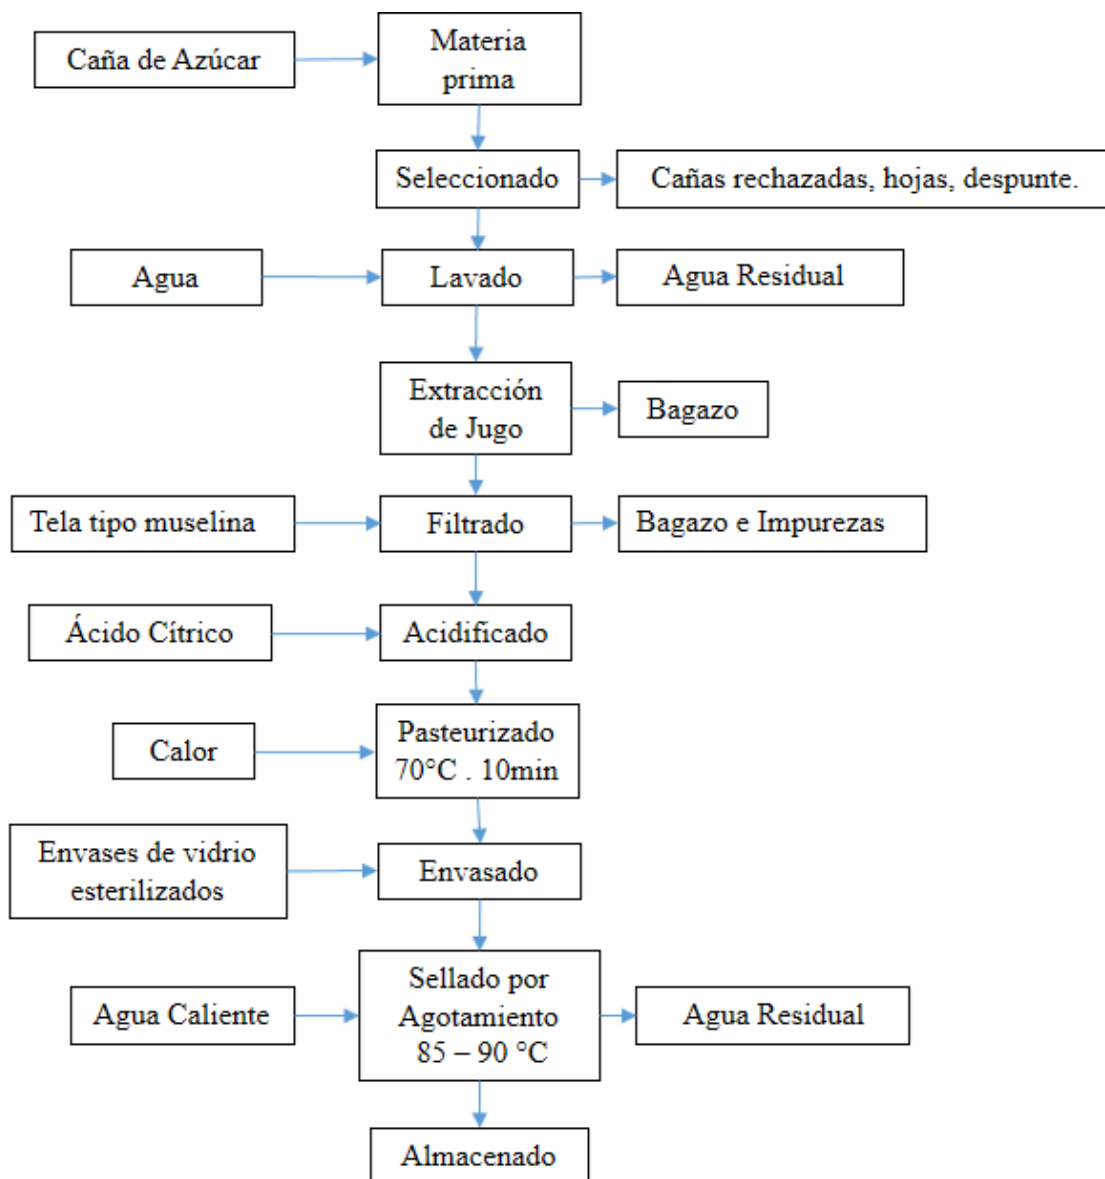 Caña de Azúcar
Materia
prima
Seleccionado
Cañas rechazadas, hojas, despunte.
Agua
Lavado
Agua Residual
Extracción
de Jugo
Bagazo
Tela tipo muselina
Filtrado
Bagazo e Impurezas
Ácido Cítrico
Acidificado
Calor
Pasteurizado
70°C . 10min
Envases de vidrio
esterilizados
Envasado
Agua Caliente
Sellado por
Agotamiento
85 – 90 °C
Agua Residual
Almacenado